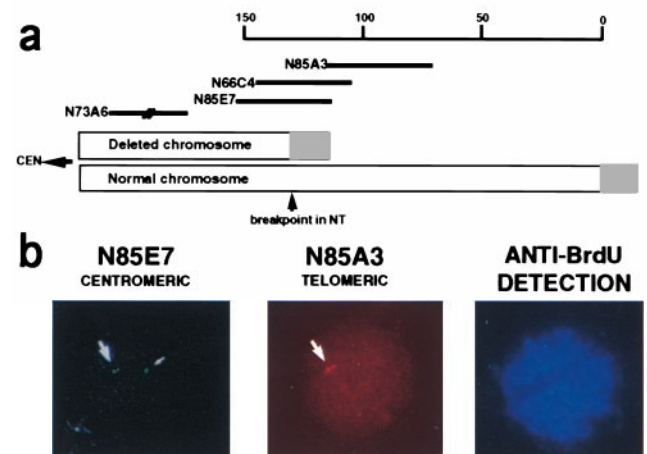 a
150 100 50 0
N85A3
N66C4
N85E7
N73A6
Deleted chromosome
CEN
Normal chromosome
breakpoint in NT
b
N85E7 N85A3 ANTI-BrdU
CENTROMERIC TELOMERIC DETECTION